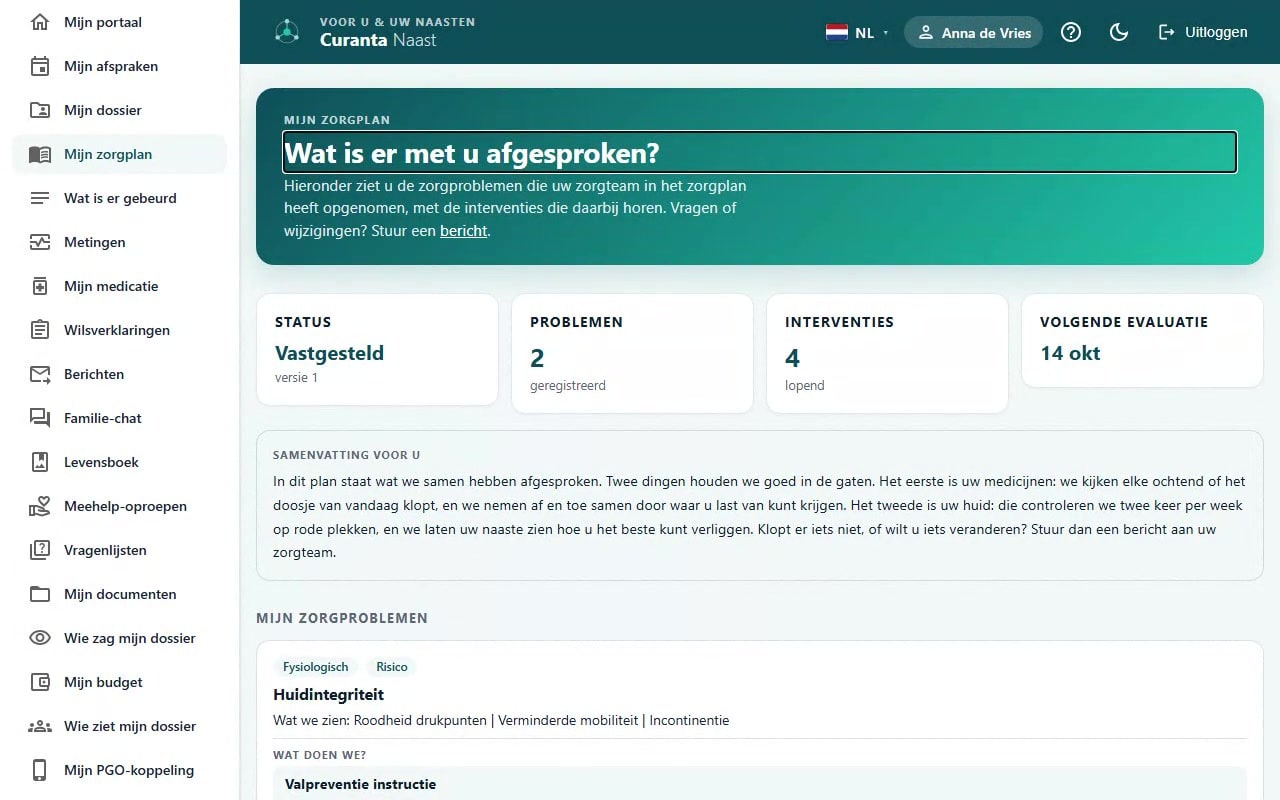 Mijn portaal
Mijn afspraken
Mijn dossier
Mijn zorgplan
Wat is er gebeurd
Metingen
Mijn medicatie
Wilsverklaringen
Berichten
Familie-chat
Levensboek
Meehelp-oproepen
Vragenlijsten
Mijn documenten
Wie zag mijn dossier
Mijn budget
Wie ziet mijn dossier
Mijn PGO-koppeling
VOOR U & UW NAASTEN
Curanta Naast
NL
Anna de Vries
Uitloggen
MIJN ZORGPLAN
Wat is er met u afgesproken?
Hieronder ziet u de zorgproblemen die uw zorgteam in het zorgplan
heeft opgenomen, met de interventies die daarbij horen. Vragen of
wijzigingen? Stuur een bericht.
STATUS
Vastgesteld
versie 1
PROBLEMEN
2
geregistreerd
INTERVENTIES
4
lopend
VOLGENDE EVALUATIE
14 okt
SAMENVATTING VOOR U
In dit plan staat wat we samen hebben afgesproken. Twee dingen houden we goed in de gaten. Het eerste is uw medicijnen: we kijken elke ochtend of het
doosje van vandaag klopt, en we nemen af en toe samen door waar u last van kunt krijgen. Het tweede is uw huid: die controleren we twee keer per week
op rode plekken, en we laten uw naaste zien hoe u het beste kunt verliggen. Klopt er iets niet, of wilt u iets veranderen? Stuur dan een bericht aan uw
zorgteam.
MIJN ZORGPROBLEMEN
Fysiologisch
Risico
Huidintegriteit
Wat we zien: Roodheid drukpunten | Verminderde mobiliteit | Incontinentie
WAT DOEN WE?
Valpreventie instructie